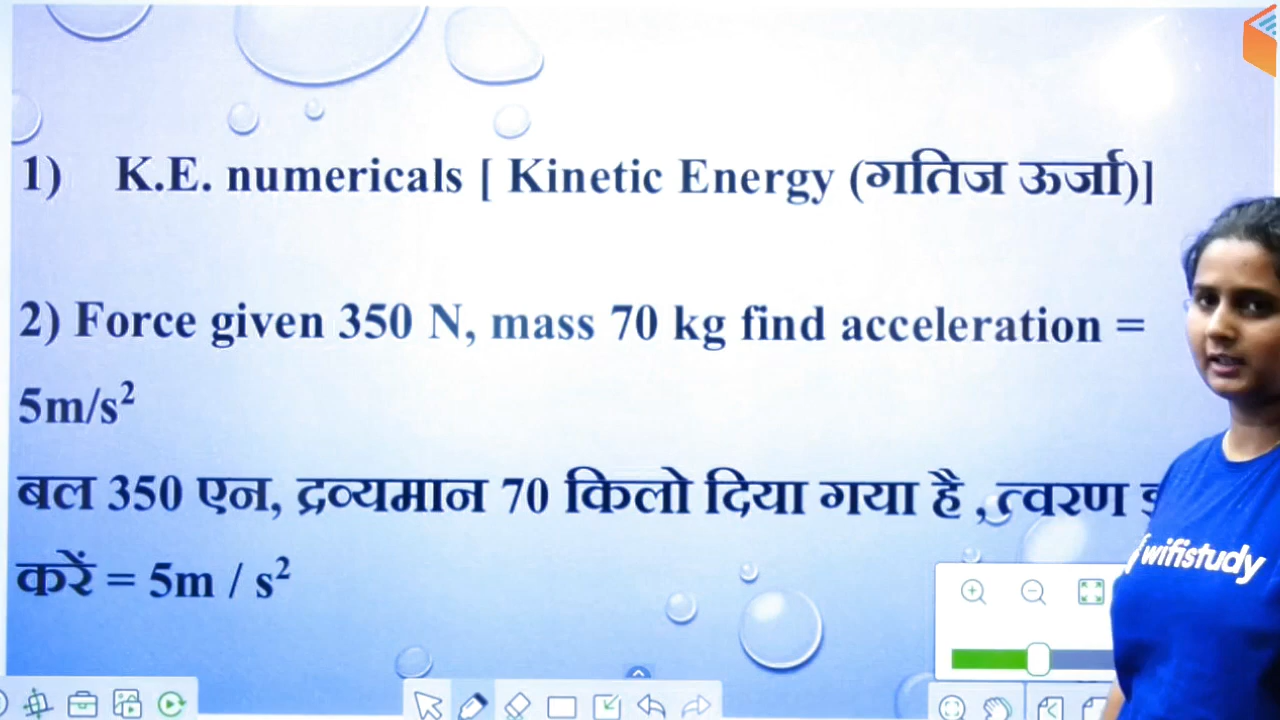 1) K.E. numericals [ Kinetic Energy (गतिज ऊर्जा)]
2) Force given 350 N, mass 70 kg find acceleration =
5m/s²
बल 350 एन, द्रव्यमान 70 किलो दिया गया है , त्वरण
करें = 5m / s²
wifistudy